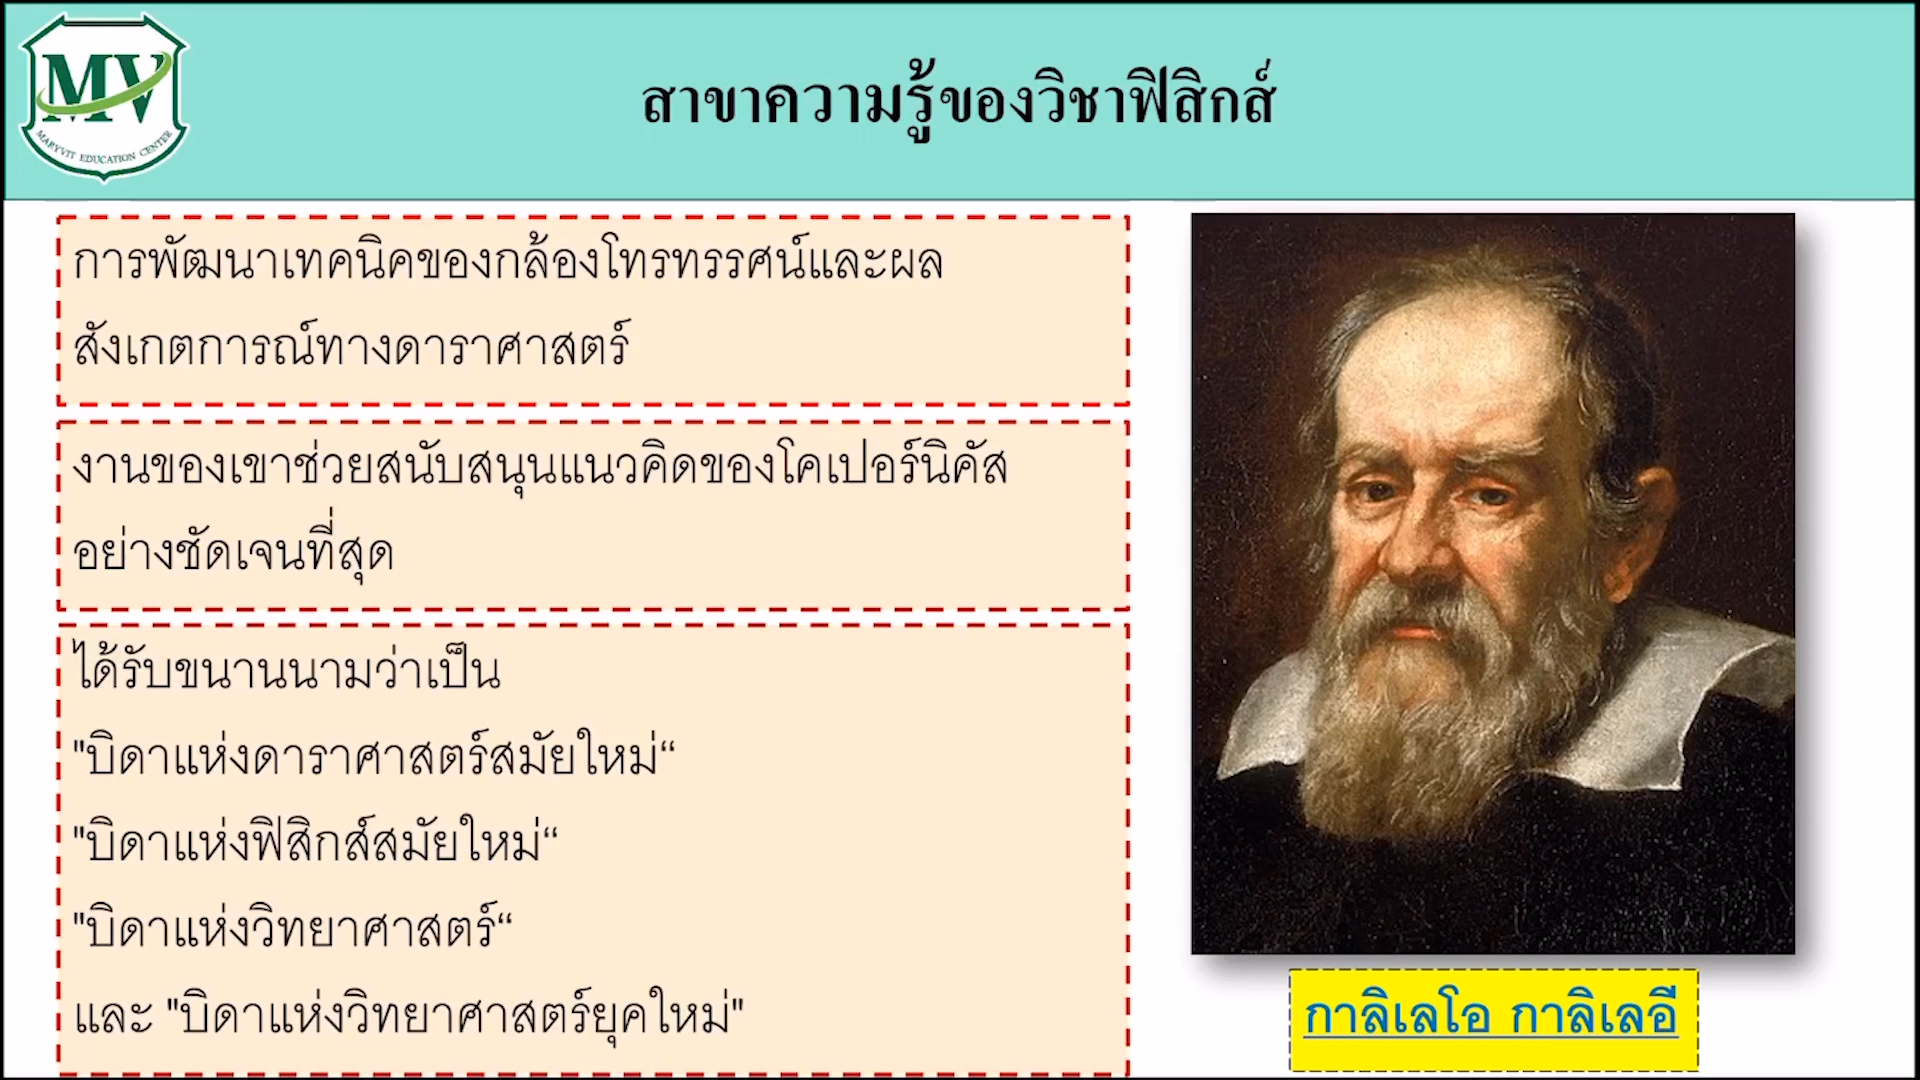 MV
MARYVIT EDUCATION CENTER
สาขาความรู้ของวิชาฟิสิกส์
การพัฒนาเทคนิคของกล้องโทรทรรศน์และผล
สังเกตการณ์ทางดาราศาสตร์
งานของเขาช่วยสนับสนุนแนวคิดของโคเปอร์นิคัส
อย่างชัดเจนที่สุด
ได้รับขนานนามว่าเป็น
"บิดาแห่งดาราศาสตร์สมัยใหม่“
"บิดาแห่งฟิสิกส์สมัยใหม่“
"บิดาแห่งวิทยาศาสตร์“
และ "บิดาแห่งวิทยาศาสตร์ยุคใหม่"
กาลิเลโอ กาลิเลอี